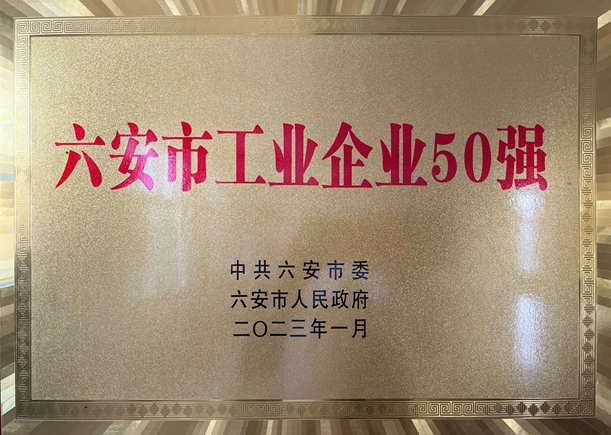 六安市工业企业50强
中共六安市委
六安市人民政府
二〇二三年一月